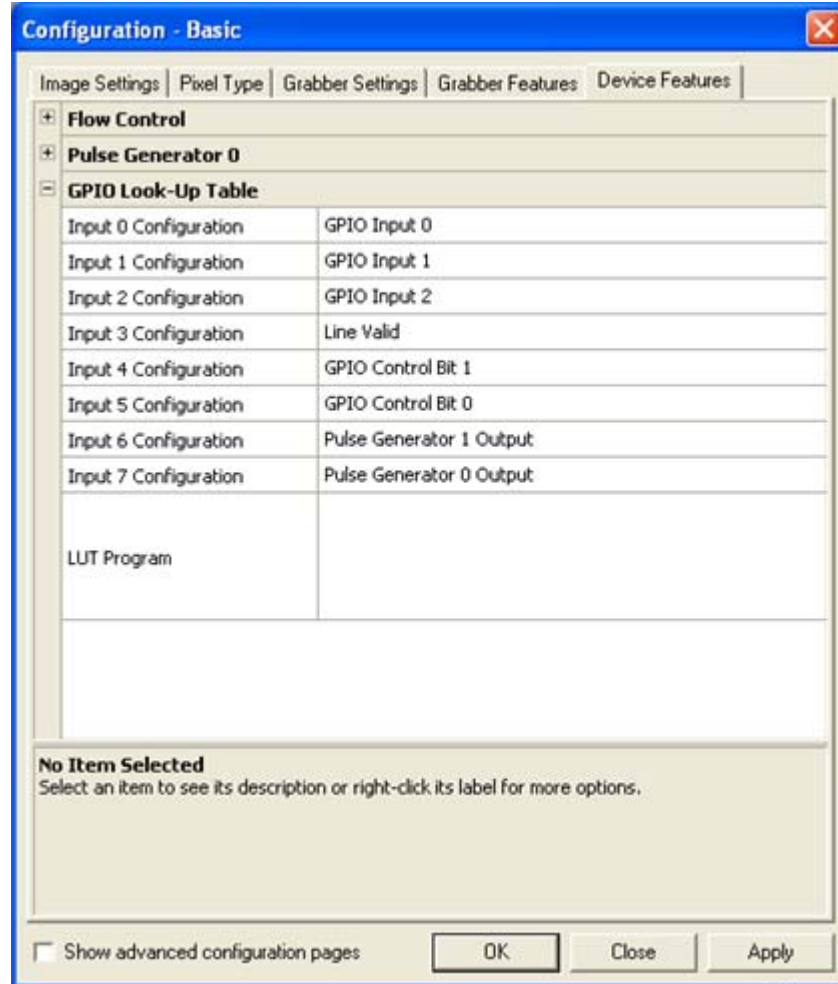 Configuration - Basic
Image Settings Pixel Type Grabber Settings Grabber Features Device Features
Flow Control
Pulse Generator 0
GPIO Look-Up Table
Input 0 Configuration GPIO Input 0
Input 1 Configuration GPIO Input 1
Input 2 Configuration GPIO Input 2
Input 3 Configuration Line Valid
Input 4 Configuration GPIO Control Bit 1
Input 5 Configuration GPIO Control Bit 0
Input 6 Configuration Pulse Generator 1 Output
Input 7 Configuration Pulse Generator 0 Output
LUT Program
No Item Selected
Select an item to see its description or right-click its label for more options.
Show advanced configuration pages OK Close Apply